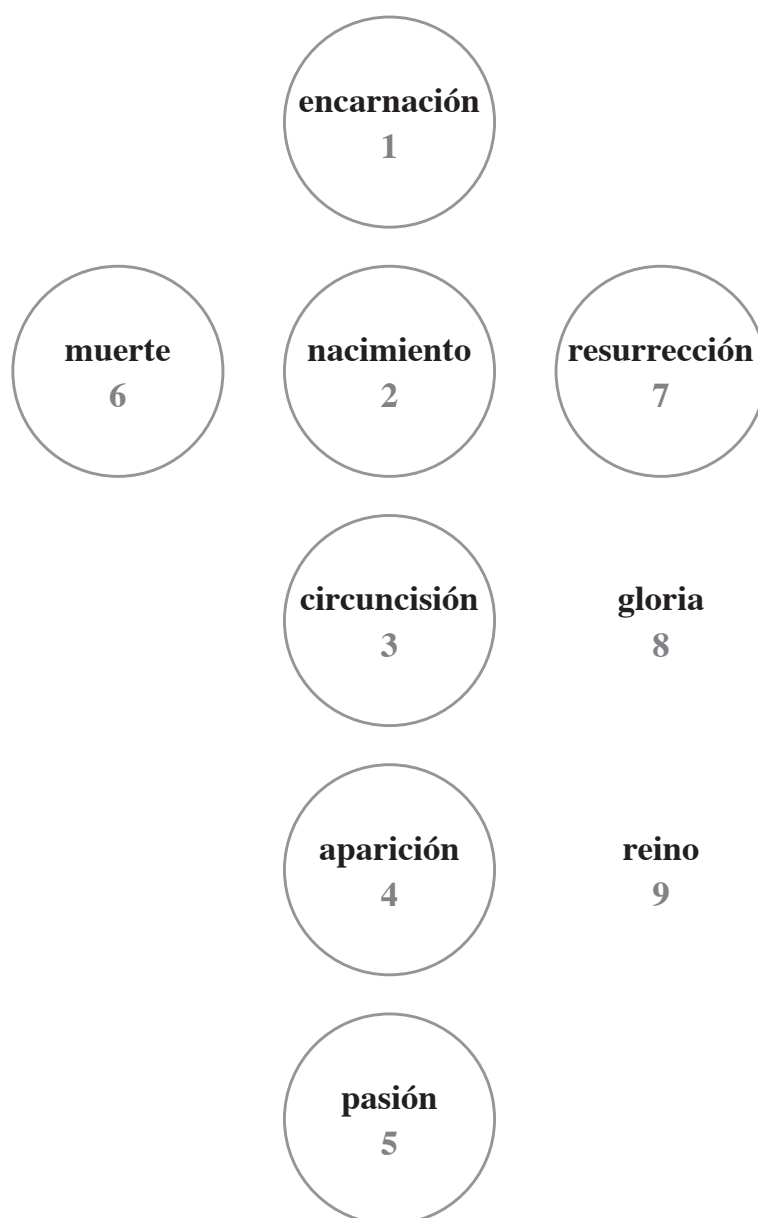 encarnación
1
muerte
6
nacimiento
2
resurrección
7
circuncisión
3
gloria
8
aparición
4
reino
9
pasión
5